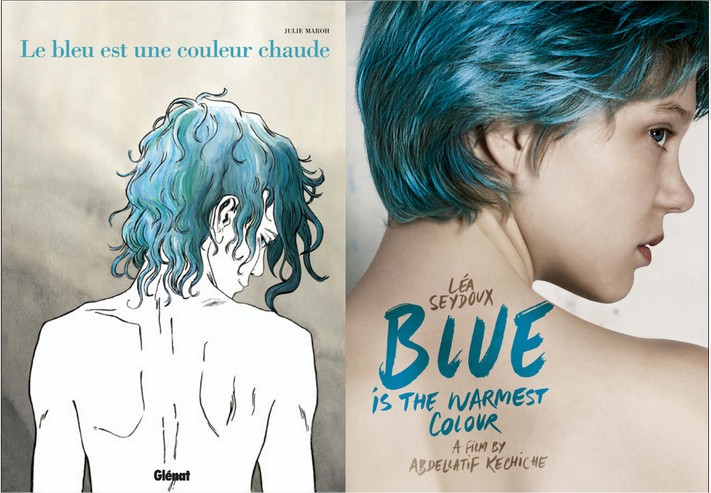 JULIE MAROH
Le bleu est une couleur chaude
Glénat
LÉA
SEYDOUX
BLUE
iS THE WARMEST
COLOUR
A FILM BY
ABDELLATIF KECHICHE